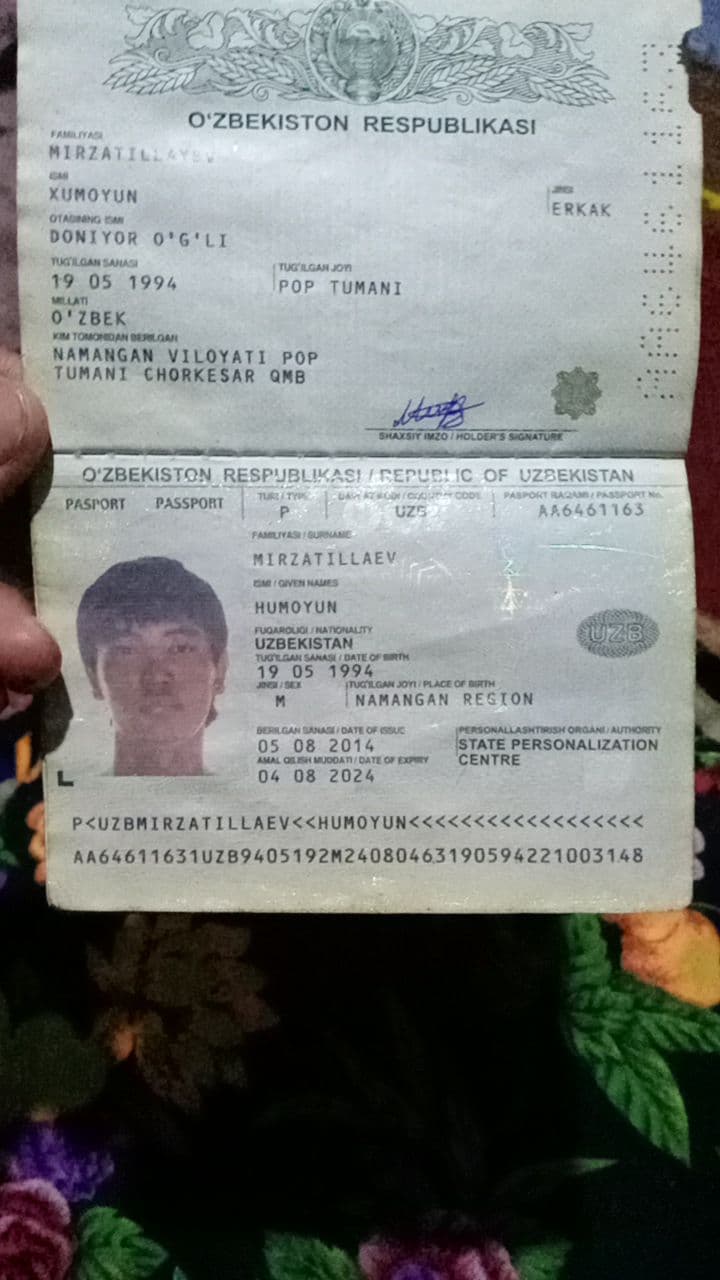 O'ZBEKISTON RESPUBLIKASI
FAMILIYASI
ISMI
XUMOYUN
JINSI
ERKAK
OTASINING ISMI
DONIYOR O'G'LI
TUG'ILGAN SANASI
19 05 1994
TUG'ILGAN JOYI
POP TUMANI
MILLATI
O'ZBEK
KIM TOMONIDAN BERILGAN
NAMANGAN VILOYATI POP
TUMANI CHORKESAR QMB
SHAXSIY IMZO / HOLDER'S SIGNATURE
O'ZBEKISTON RESPUBLIKASI / REPUBLIC OF UZBEKISTAN
PASPORT PASSPORT
TURI / TYPE
P
UZB
PASPORT RAQAMI / PASSPORT No.
AA6461163
FAMILIYASI / SURNAME
MIRZATILLAEV
ISMI / GIVEN NAMES
HUMOYUN
FUQAROLIGI / NATIONALITY
UZBEKISTAN
UZB
TUG'ILGAN SANASI / DATE OF BIRTH
19 05 1994
JINSI / SEX
M
TUG'ILGAN JOYI / PLACE OF BIRTH
NAMANGAN REGION
BERILGAN SANASI / DATE OF ISSUE
05 08 2014
PERSONALLASHTIRISH ORGANI / AUTHORITY
STATE PERSONALIZATION
CENTRE
AMAL QILISH MUDDATI / DATE OF EXPIRY
04 08 2024
P<UZBMIRZATILLAEV<<HUMOYUN<<<<<<<<<<<<<<<<<<
AA64611631UZB9405192M24080463190594221003148